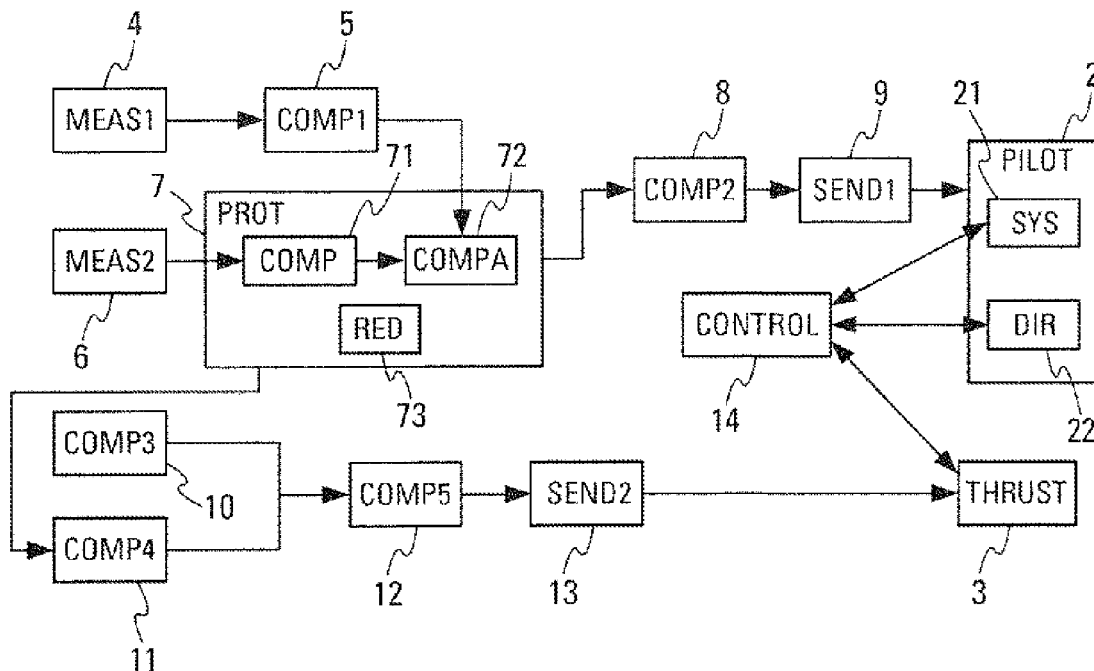 4
5
MEAS1
COMP1
8
9
21
2
71
72
COMP2
SEND1
PILOT
SYS
7
PROT
MEAS2
COMP
COMPA
6
RED
CONTROL
DIR
73
14
22
COMP3
10
COMP5
SEND2
THRUST
COMP4
12
13
3
11